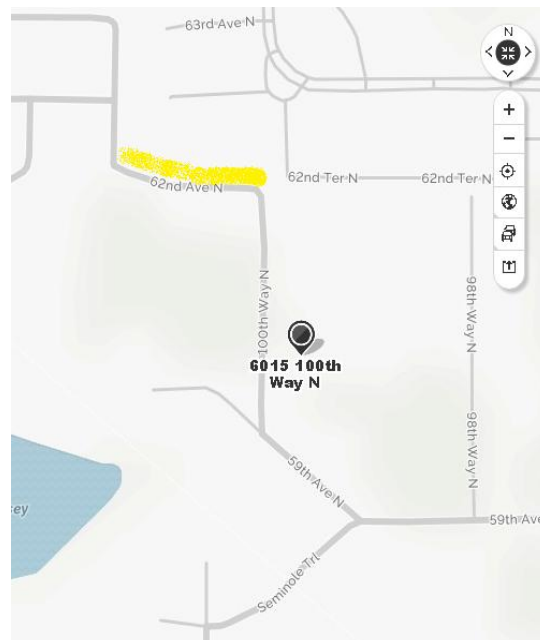 63rd Ave N
N
62nd Ave N
62nd Ter N
62nd Ter N
100th Way N
98th Way N
6015 100th
Way N
98th Way N
59th Ave N
59th Ave
sey
Seminole Trl